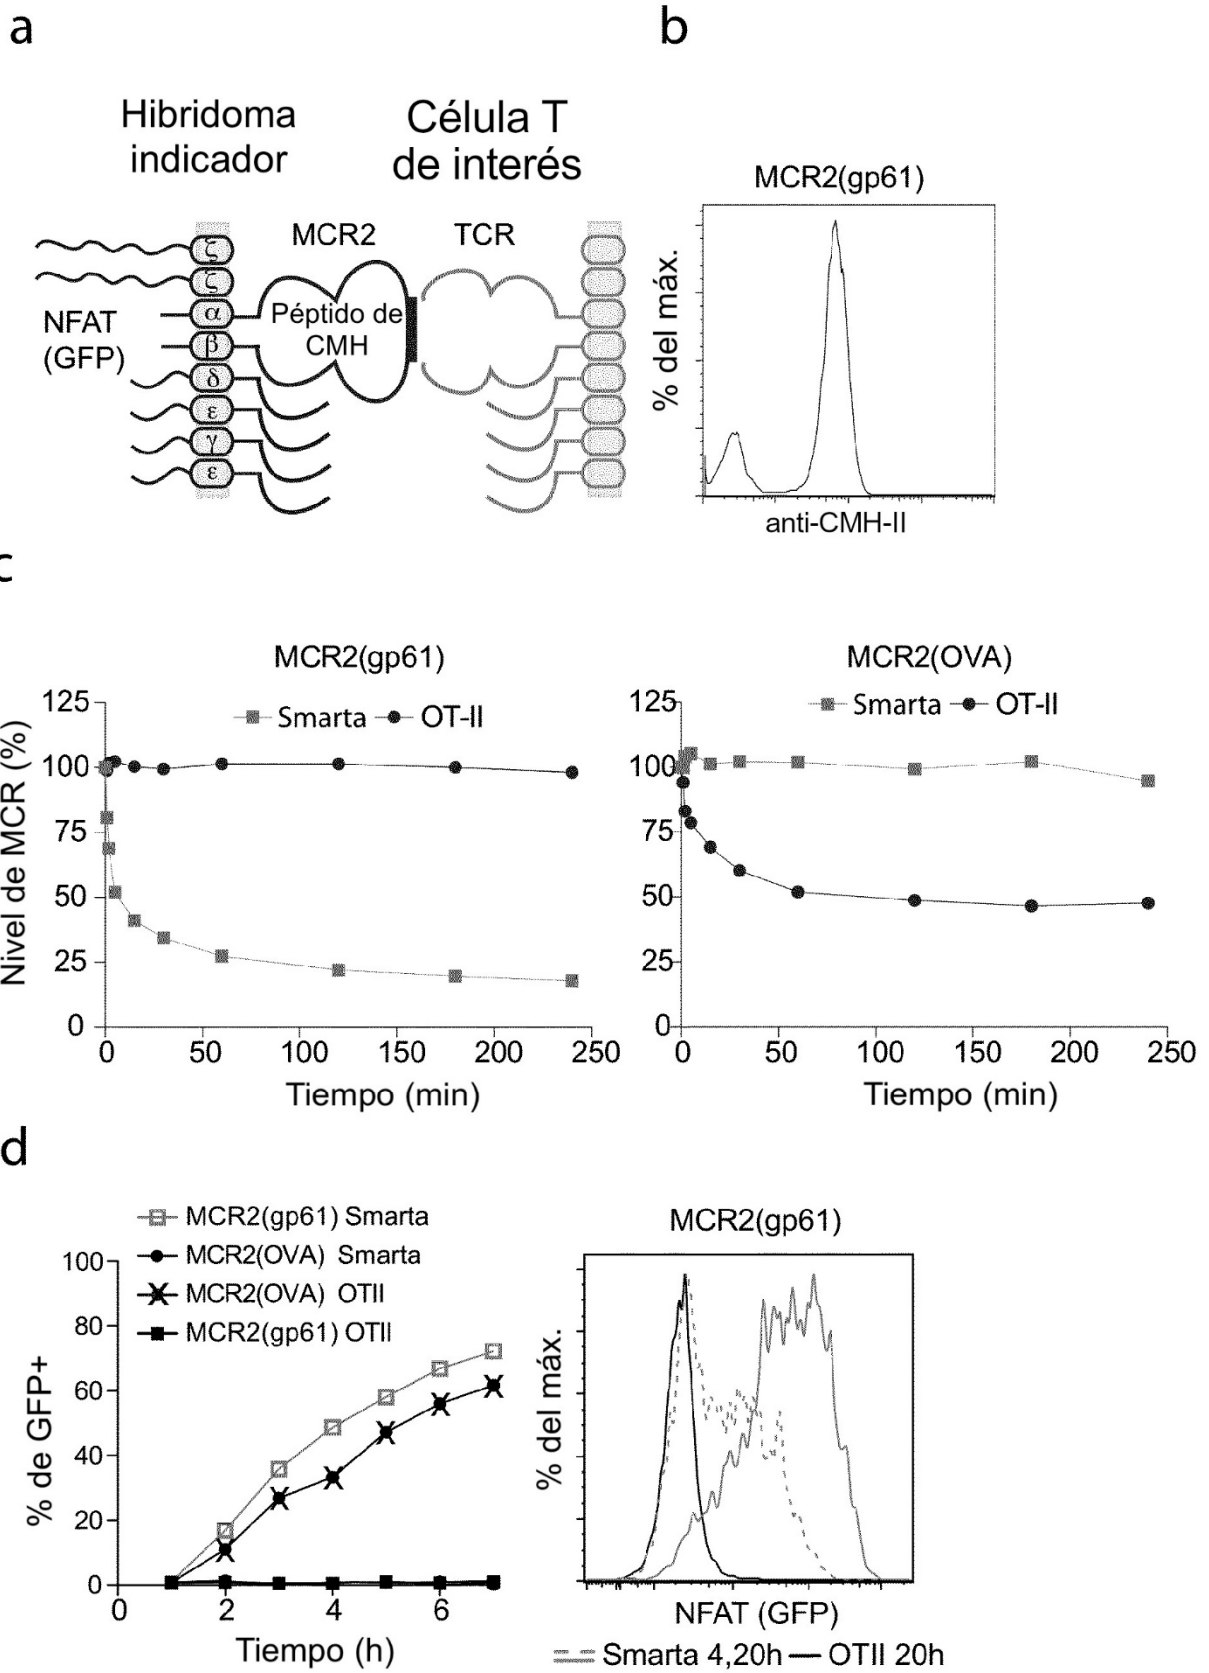 a
b
Hibridoma
indicador
Célula T
de interés
MCR2
TCR
ζ
ζ
α
β
δ
ε
γ
ε
Péptido de
CMH
NFAT
(GFP)
MCR2(gp61)
% del máx.
anti-CMH-II
c
MCR2(gp61)
Smarta OT-II
Nivel de MCR (%)
125
100
75
50
25
0
0 50 100 150 200 250
Tiempo (min)
MCR2(OVA)
Smarta OT-II
125
100
75
50
25
0
0 50 100 150 200 250
Tiempo (min)
d
MCR2(gp61) Smarta
MCR2(OVA) Smarta
MCR2(OVA) OTII
MCR2(gp61) OTII
% de GFP+
100
80
60
40
20
0
0 2 4 6
Tiempo (h)
MCR2(gp61)
% del máx.
NFAT (GFP)
Smarta 4,20h OTII 20h